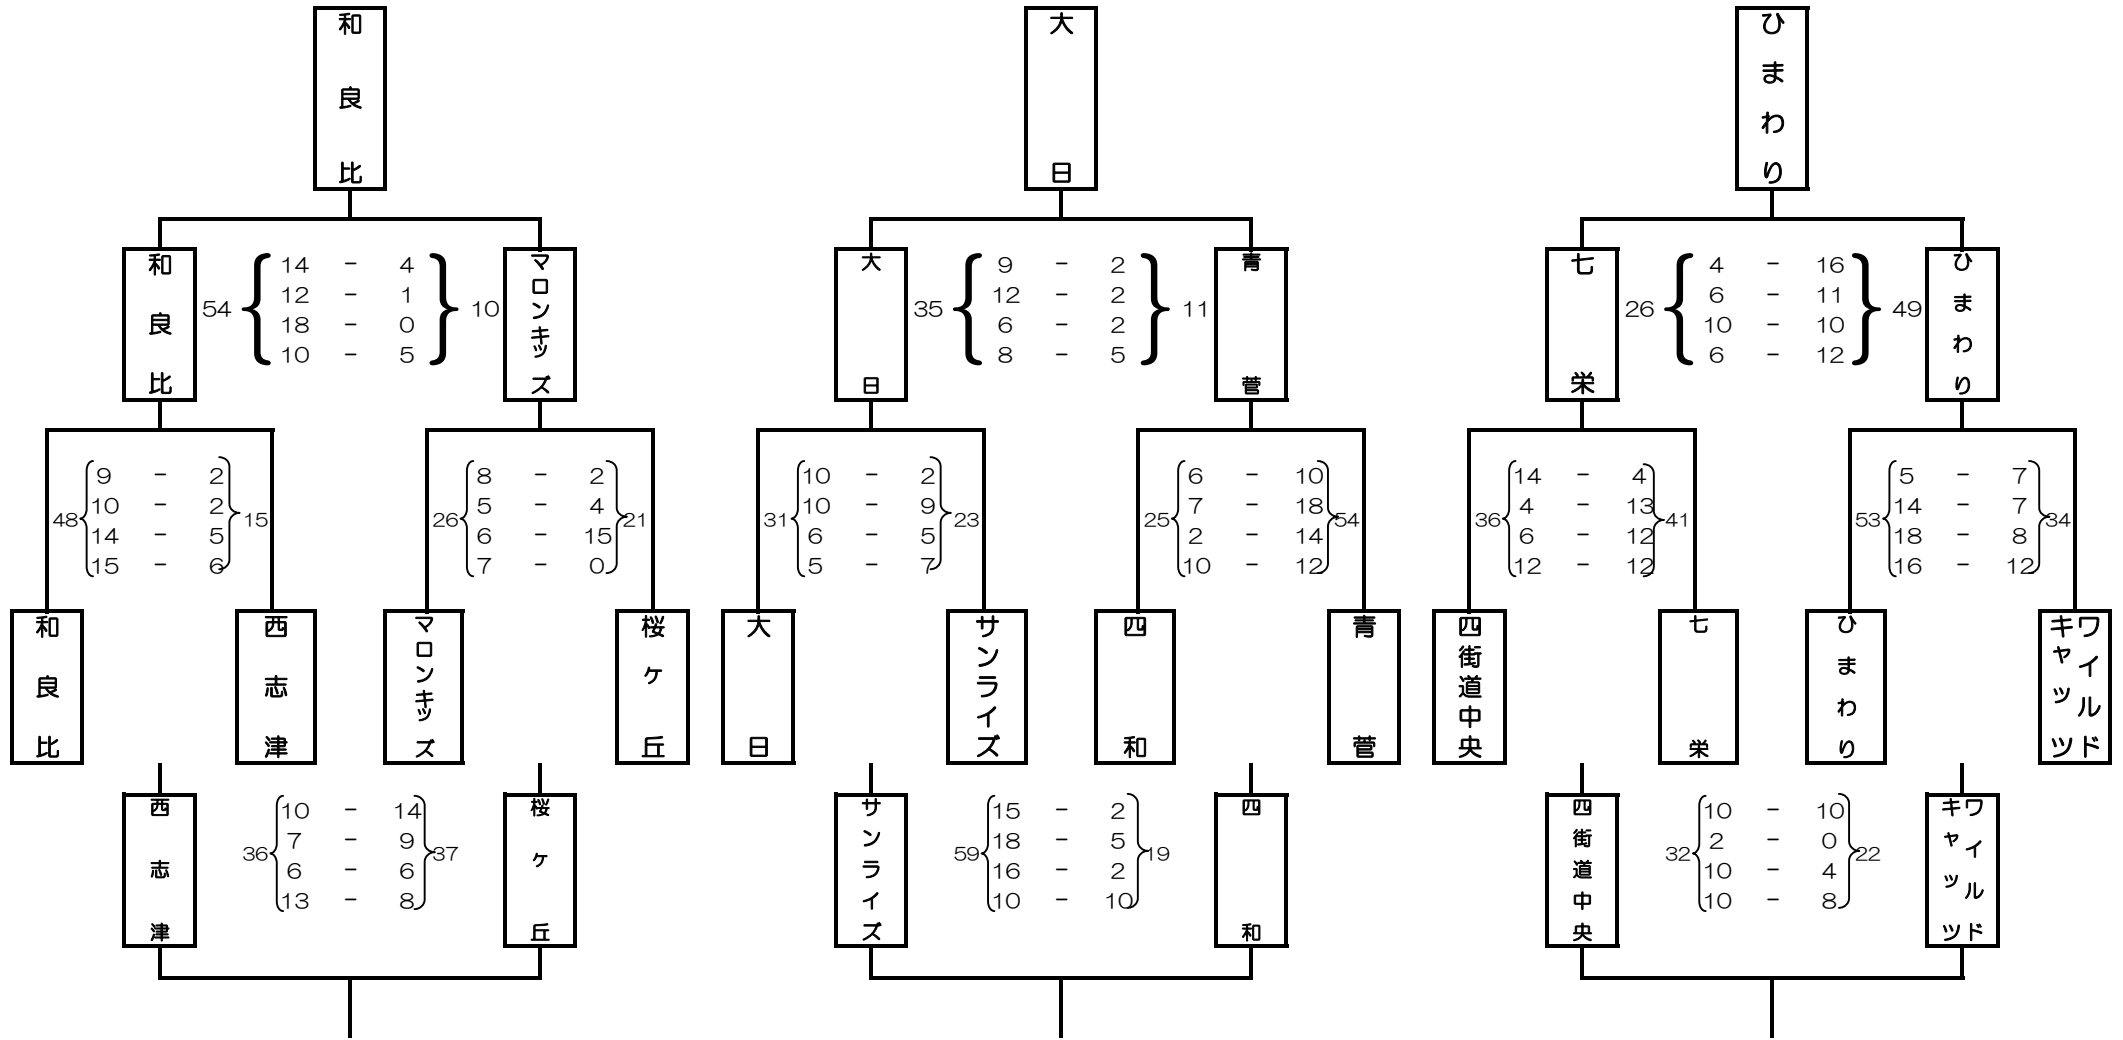 和良比
大日
ひまわり
和良比
54 14 - 4 10
12 - 1
18 - 0
10 - 5
マロンキッズ
大日
35 9 - 2 11
12 - 2
6 - 2
8 - 5
青菅
七栄
26 4 - 16 49
6 - 11
10 - 10
6 - 12
ひまわり
48 9 - 2 15
10 - 2
14 - 5
15 - 6
26 8 - 2 21
5 - 4
6 - 15
7 - 0
31 10 - 2 23
10 - 9
6 - 5
5 - 7
25 6 - 10 54
7 - 18
2 - 14
10 - 12
36 14 - 4 41
4 - 13
6 - 12
12 - 12
53 5 - 7 34
14 - 7
18 - 8
16 - 12
和良比
西志津
マロンキッズ
桜ヶ丘
大日
サンライズ
四和
青菅
四街道中央
七栄
ひまわり
ワイルド
キャッツ
西志津
36 10 - 14 37
7 - 9
6 - 6
13 - 8
桜ヶ丘
サンライズ
59 15 - 2 19
18 - 5
16 - 2
10 - 10
四和
四街道中央
32 10 - 10 22
2 - 0
10 - 4
10 - 8
ワイルド
キャッツ